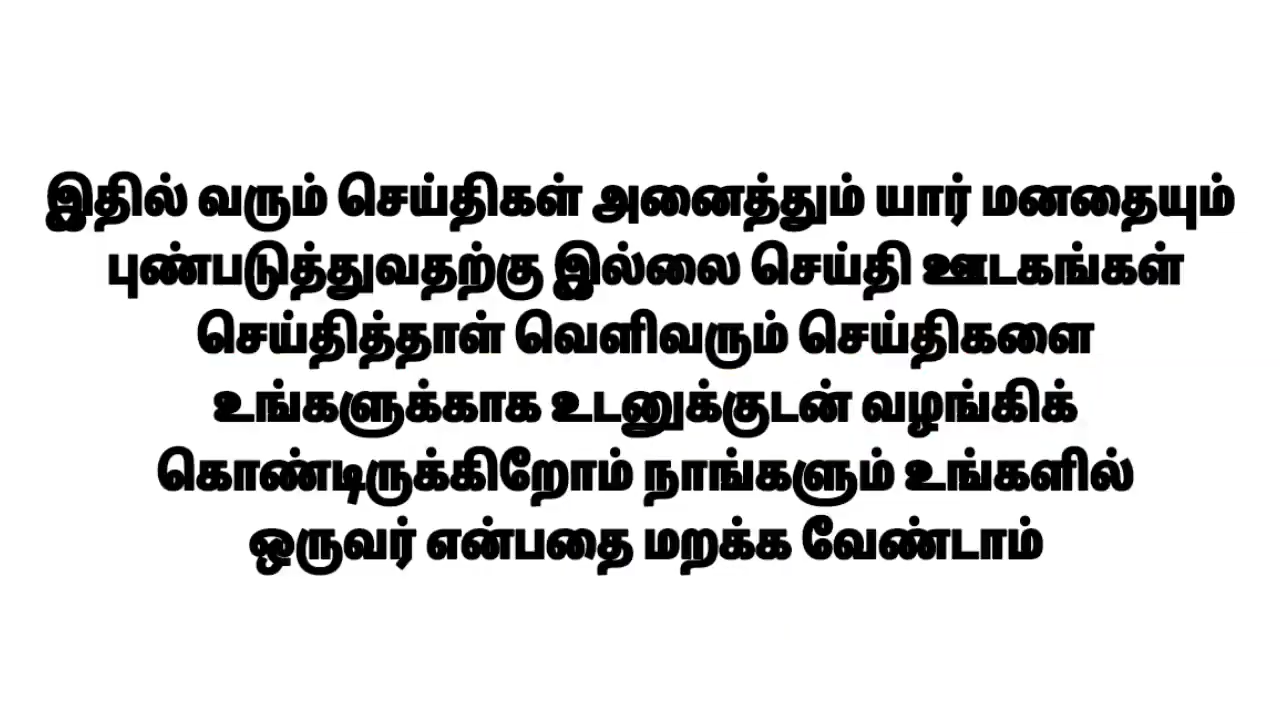 இதில் வரும் செய்திகள் அனைத்தும் யார் மனதையும்
புண்படுத்துவதற்கு இல்லை செய்தி ஊடகங்கள்
செய்தித்தாள் வெளிவரும் செய்திகளை
உங்களுக்காக உடனுக்குடன் வழங்கிக்
கொண்டிருக்கிறோம் நாங்களும் உங்களில்
ஒருவர் என்பதை மறக்க வேண்டாம்